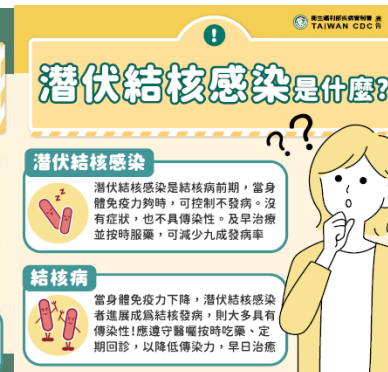 衛生福利部疾病管制署
TAIWAN CDC
!
潛伏結核感染是什麼?
??
潛伏結核感染
zzz
潛伏結核感染是結核病前期，當身
體免疫力夠時，可控制不發病。沒
有症狀，也不具傳染性。及早治療
並按時服藥，可減少九成發病率
結核病
當身體免疫力下降，潛伏結核感染
者進展成為結核發病，則大多具有
傳染性!應遵守醫囑按時吃藥、定
期回診，以降低傳染力，早日治癒